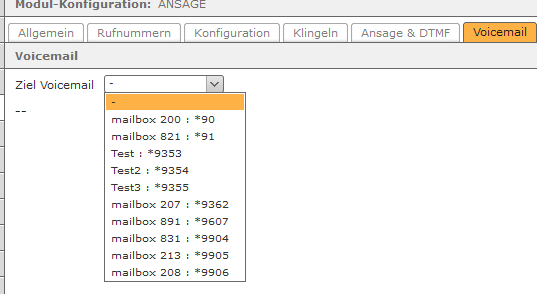 Modul-Konfiguration: ANSAGE
Allgemein Rufnummern Konfiguration Klingeln Ansage & DTMF Voicemail
Voicemail
Ziel Voicemail -
--
-
mailbox 200 : *90
mailbox 821 : *91
Test : *9353
Test2 : *9354
Test3 : *9355
mailbox 207 : *9362
mailbox 891 : *9607
mailbox 831 : *9904
mailbox 213 : *9905
mailbox 208 : *9906